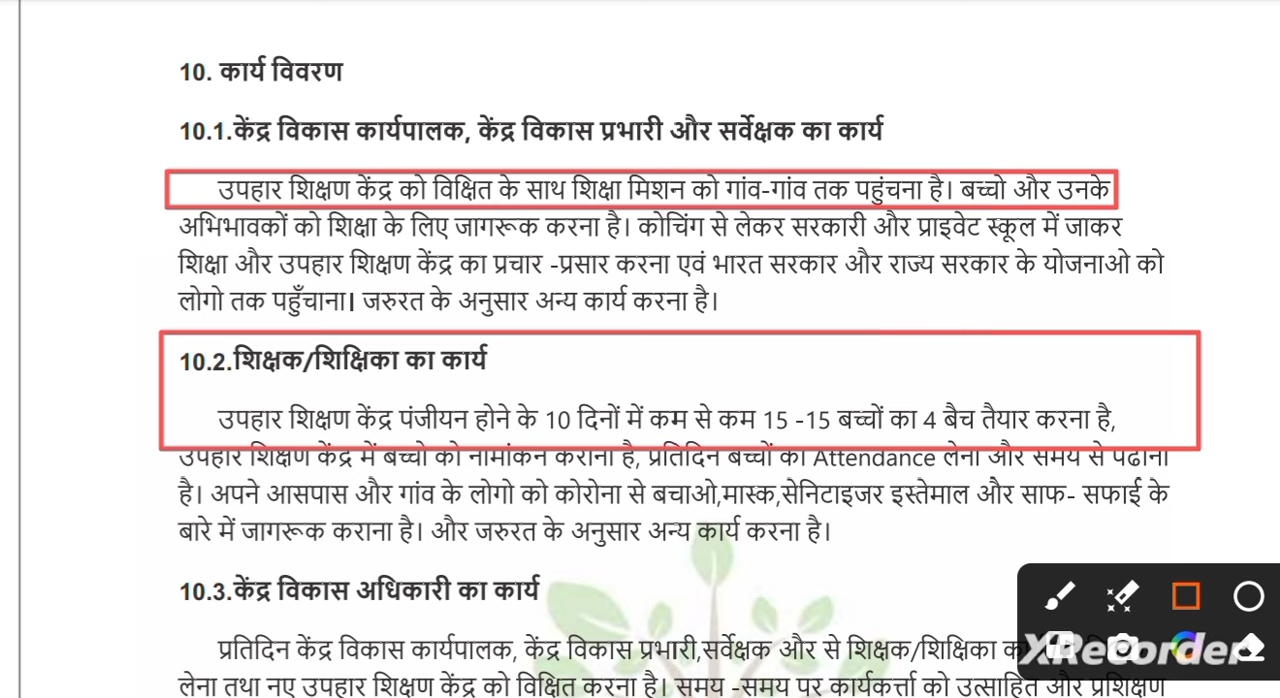 10. कार्य विवरण
10.1.केंद्र विकास कार्यपालक, केंद्र विकास प्रभारी और सर्वेक्षक का कार्य
उपहार शिक्षण केंद्र को विक्षित के साथ शिक्षा मिशन को गांव-गांव तक पहुंचना है। बच्चो और उनके
अभिभावकों को शिक्षा के लिए जागरूक करना है। कोचिंग से लेकर सरकारी और प्राइवेट स्कूल में जाकर
शिक्षा और उपहार शिक्षण केंद्र का प्रचार -प्रसार करना एवं भारत सरकार और राज्य सरकार के योजनाओ को
लोगो तक पहुँचाना। जरुरत के अनुसार अन्य कार्य करना है।
10.2.शिक्षक/शिक्षिका का कार्य
उपहार शिक्षण केंद्र पंजीयन होने के 10 दिनों में कम से कम 15 -15 बच्चों का 4 बैच तैयार करना है,
उपहार शिक्षण केंद्र में बच्चो को नामांकन कराना है, प्रतिदिन बच्चों का Attendance लेना और समय से पढाना
है। अपने आसपास और गांव के लोगो को कोरोना से बचाओ,मास्क,सेनिटाइजर इस्तेमाल और साफ- सफाई के
बारे में जागरूक कराना है। और जरुरत के अनुसार अन्य कार्य करना है।
10.3.केंद्र विकास अधिकारी का कार्य
प्रतिदिन केंद्र विकास कार्यपालक, केंद्र विकास प्रभारी,सर्वेक्षक और से शिक्षक/शिक्षिका
लेना तथा नए उपहार शिक्षण केंद्र को विक्षित करना है। समय -समय पर कार्यकर्त्ता को उत्साहित और प्रशिक्षण
XRecorder